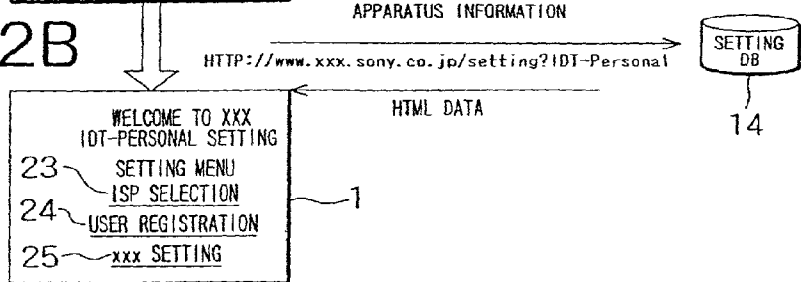 2B
APPARATUS INFORMATION
HTTP://www.xxx.sony.co.jp/setting?IDT-Personal
SETTING
DB
14
HTML DATA
WELCOME TO XXX
IDT-PERSONAL SETTING
SETTING MENU
23
ISP SELECTION
1
24
USER REGISTRATION
25
xxx SETTING